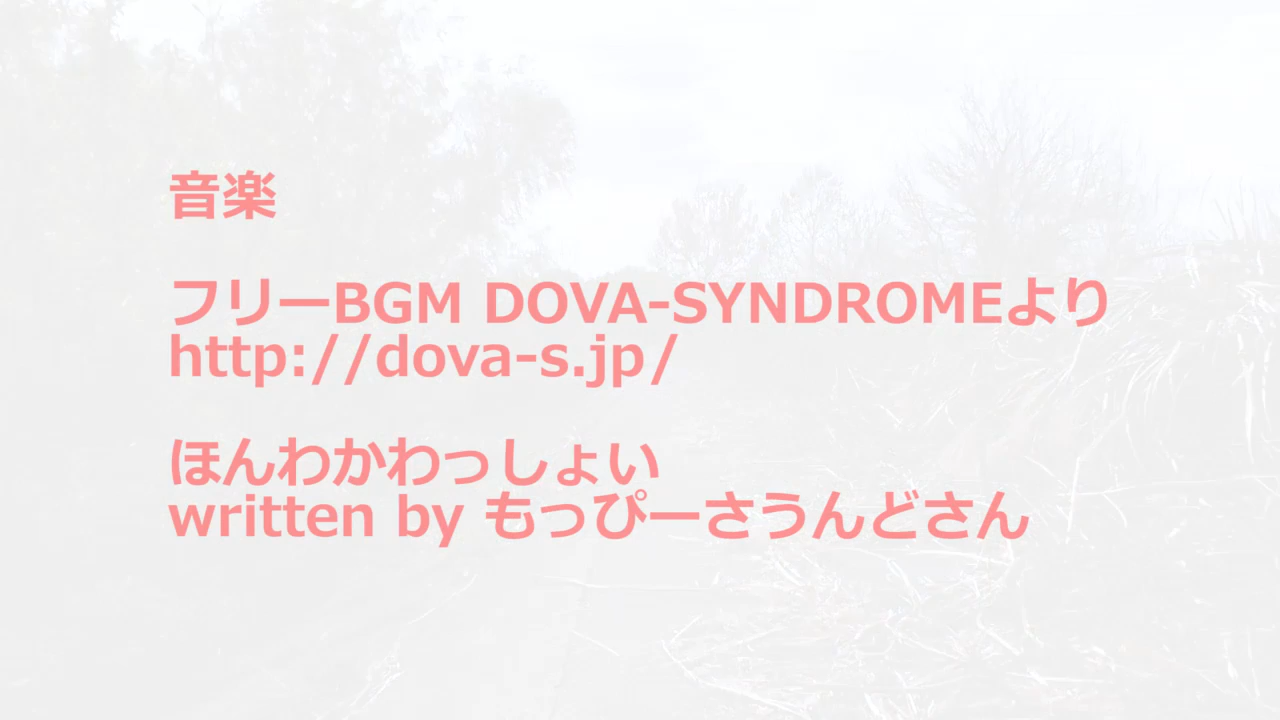 音楽
フリーBGM DOVA-SYNDROMEより
http://dova-s.jp/
ほんわかわっしょい
written by もっぴーさうんどさん